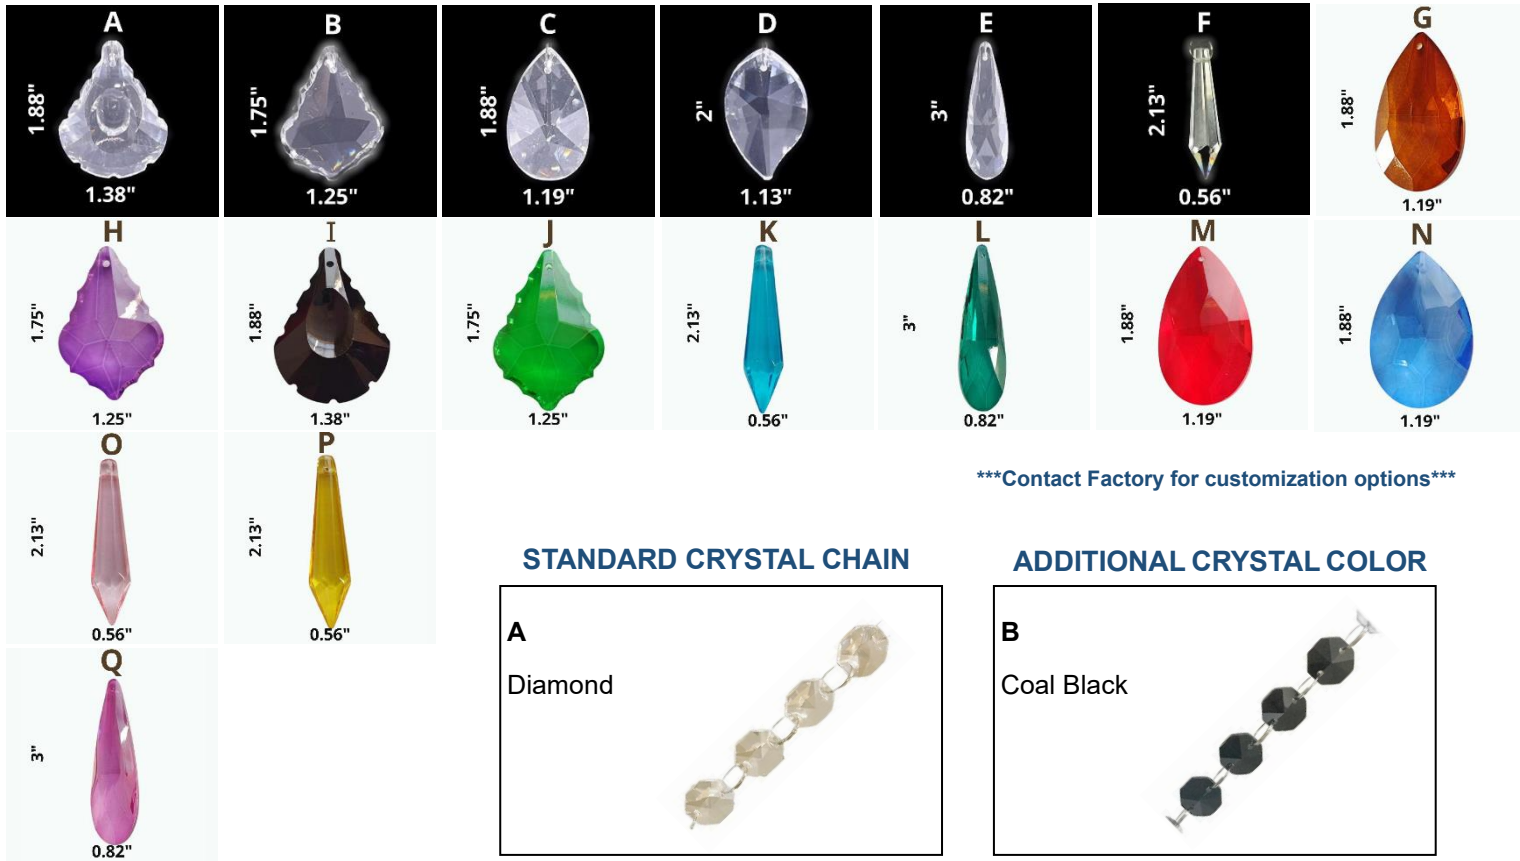 A
1.88"
1.38"
B
1.75"
1.25"
C
1.88"
1.19"
D
2"
1.13"
E
3"
0.82"
F
2.13"
0.56"
G
1.88"
1.19"
H
1.75"
1.25"
I
1.88"
1.38"
J
1.75"
1.25"
K
2.13"
0.56"
L
3"
0.82"
M
1.88"
1.19"
N
1.88"
1.19"
O
2.13"
0.56"
P
2.13"
0.56"
Q
3"
0.82"
***Contact Factory for customization options***
STANDARD CRYSTAL CHAIN
A
Diamond
ADDITIONAL CRYSTAL COLOR
B
Coal Black